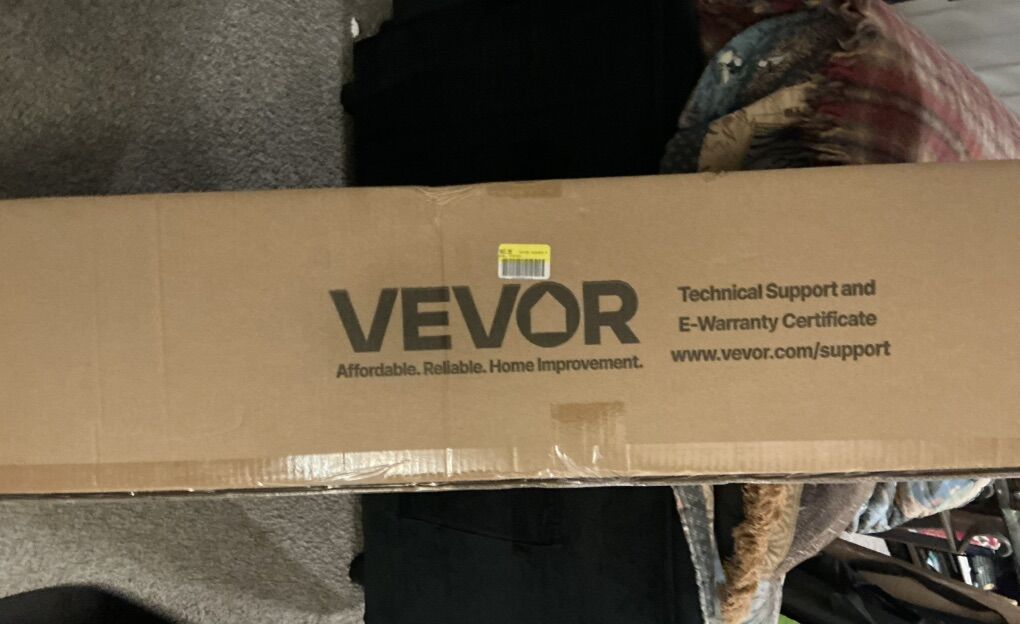 VEVOR
Affordable. Reliable. Home Improvement.
Technical Support and
E-Warranty Certificate
www.vevor.com/support